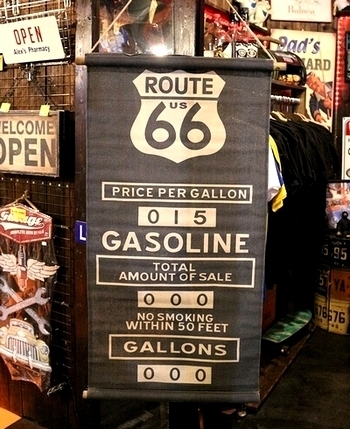 OPEN
Alex's Pharmacy
WELCOME
OPEN
Garage
ROUTE
US
66
PRICE PER GALLON
015
GASOLINE
TOTAL
AMOUNT OF SALE
000
NO SMOKING
WITHIN 50 FEET
GALLONS
000
Dad's